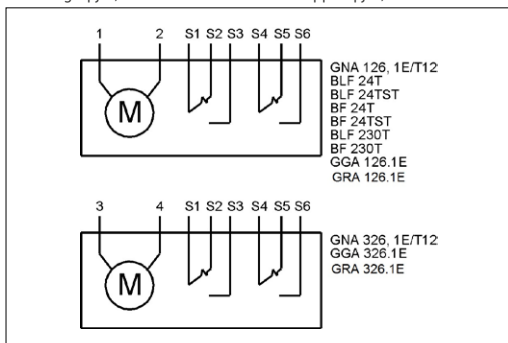 1 2 S1 S2 S3 S4 S5 S6
M
GNA 126, 1E/T12
BLF 24T
BLF 24TST
BF 24T
BF 24TST
BLF 230T
BF 230T
GGA 126.1E
GRA 126.1E
3 4 S1 S2 S3 S4 S5 S6
M
GNA 326, 1E/T12
GGA 326.1E
GRA 326.1E